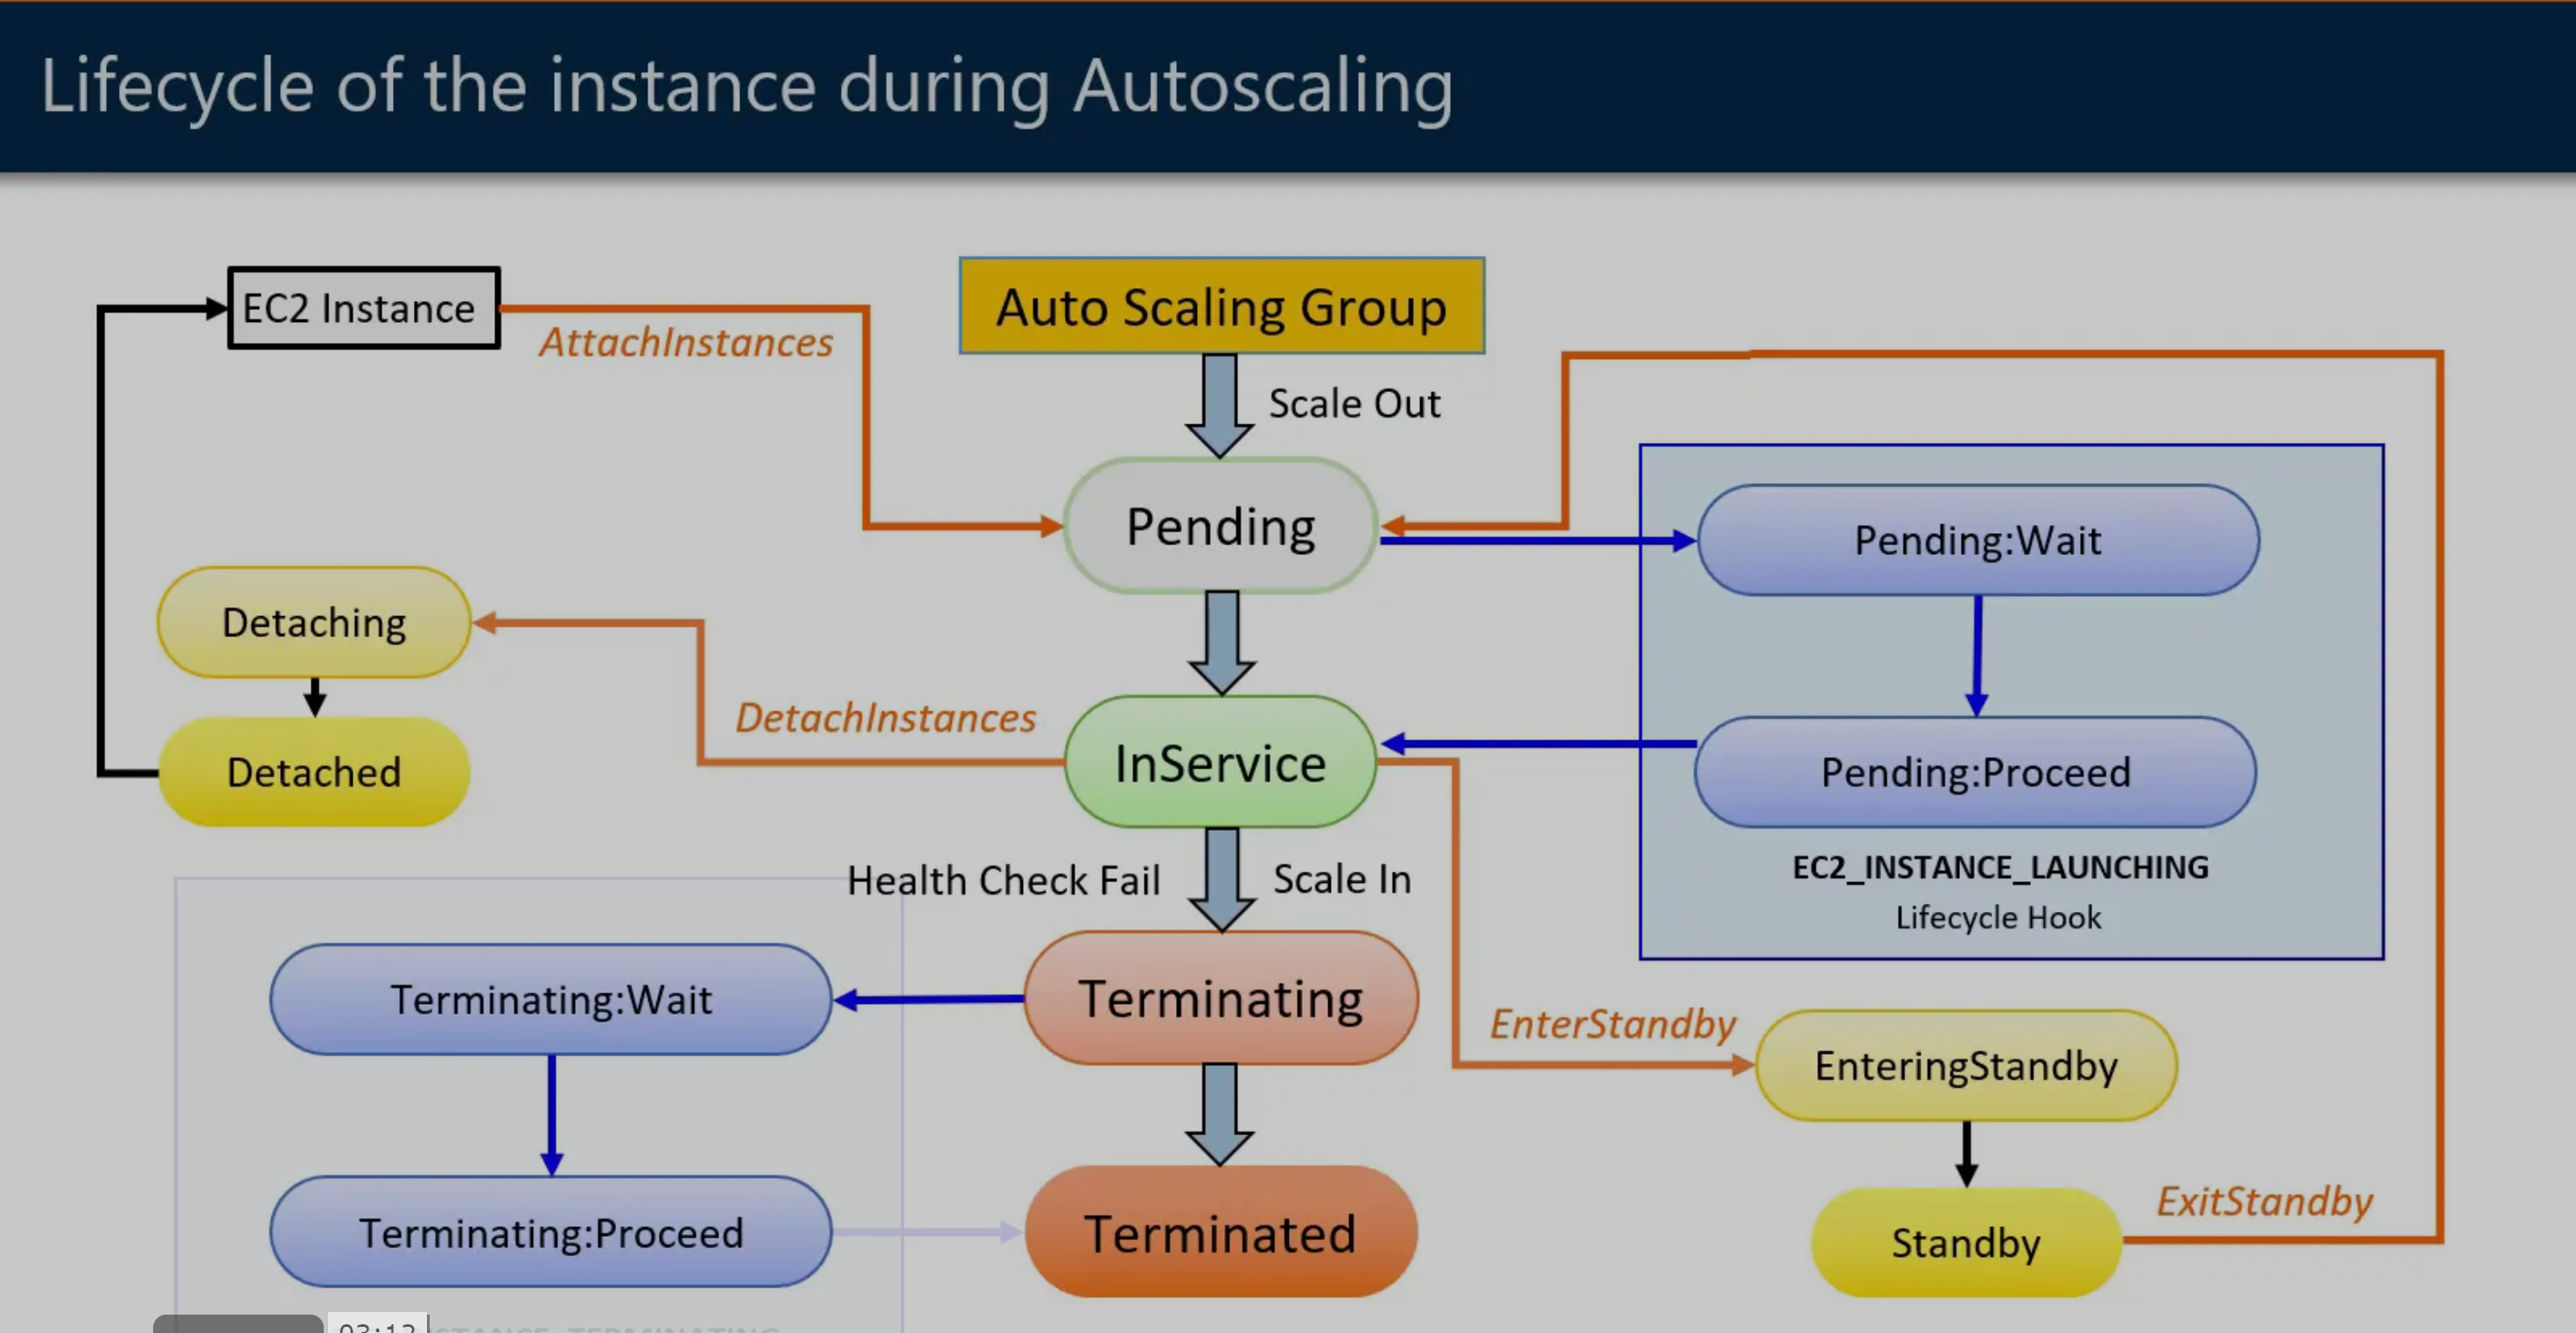 Lifecycle of the instance during Autoscaling
EC2 Instance
AttachInstances
Auto Scaling Group
Scale Out
Pending
Pending:Wait
Detaching
DetachInstances
InService
Pending:Proceed
Detached
EC2_INSTANCE_LAUNCHING
Lifecycle Hook
Health Check Fail
Scale In
Terminating:Wait
Terminating
EnterStandby
EnteringStandby
Terminating:Proceed
Terminated
ExitStandby
Standby
03:12